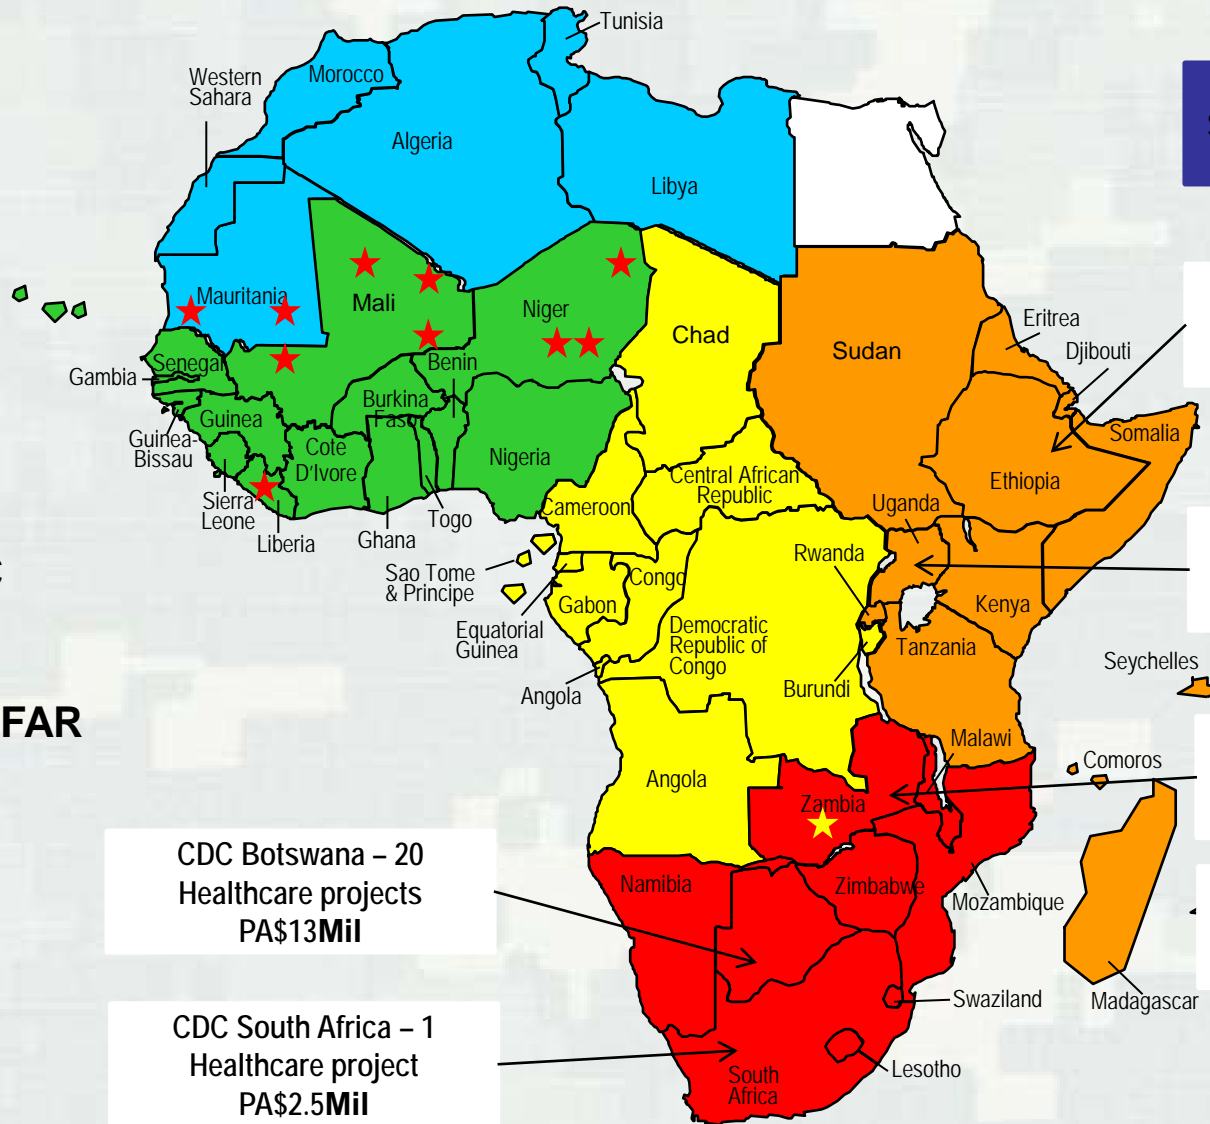 Tunisia
Western
Sahara
Morocco
Algeria
Libya
Mauritania
Mali
Niger
Chad
Sudan
Eritrea
Djibouti
Senegal
Gambia
Benin
Burkina
Faso
Guinea
Guinea-
Bissau
Cote
D'Ivore
Nigeria
Somalia
Ethiopia
Central African
Republic
Uganda
Sierra
Leone
Liberia
Ghana
Togo
Cameroon
Rwanda
Sao Tome
& Principe
Congo
Gabon
Kenya
Equatorial
Guinea
Democratic
Republic of
Congo
Tanzania
Seychelles
Angola
Burundi
FAR
Malawi
Comoros
Angola
Zambia
CDC Botswana – 20
Healthcare projects
PA$13Mil
Namibia
Zimbabwe
Mozambique
Swaziland
Madagascar
CDC South Africa – 1
Healthcare project
PA$2.5Mil
South
Africa
Lesotho